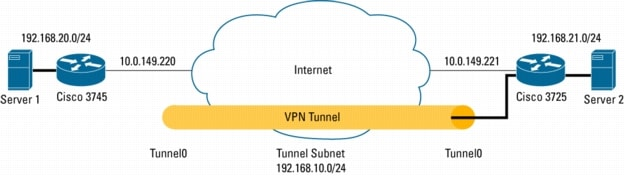 192.168.20.0/24
192.168.21.0/24
10.0.149.220
Internet
10.0.149.221
Server 1
Cisco 3745
Cisco 3725
Server 2
VPN Tunnel
Tunnel0
Tunnel Subnet
192.168.10.0/24
Tunnel0